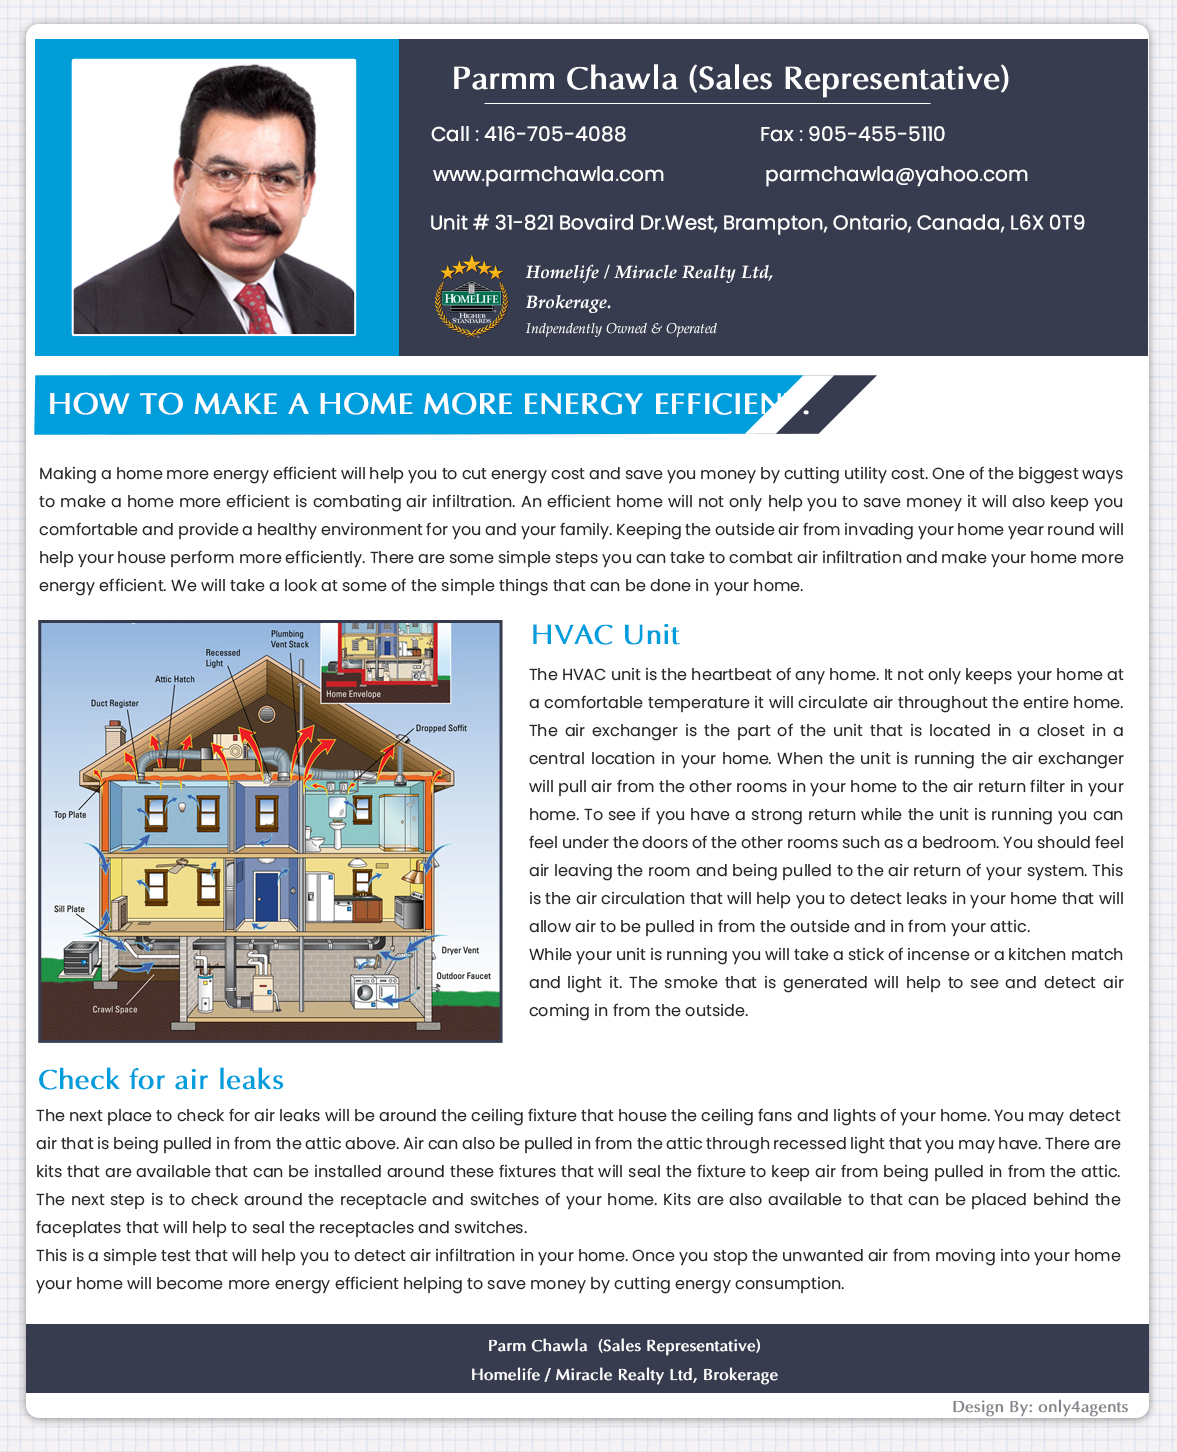 Parmm Chawla (Sales Representative)
Call : 416-705-4088
Fax : 905-455-5110
www.parmchawla.com
parmchawla@yahoo.com
Unit # 31-821 Bovaird Dr.West, Brampton, Ontario, Canada, L6X 0T9
HOMELIFE
HIGHER
STANDARDS
Homelife / Miracle Realty Ltd,
Brokerage.
Indpendently Owned & Operated
HOW TO MAKE A HOME MORE ENERGY EFFICIENT.
Making a home more energy efficient will help you to cut energy cost and save you money by cutting utility cost. One of the biggest ways
to make a home more efficient is combating air infiltration. An efficient home will not only help you to save money it will also keep you
comfortable and provide a healthy environment for you and your family. Keeping the outside air from invading your home year round will
help your house perform more efficiently. There are some simple steps you can take to combat air infiltration and make your home more
energy efficient. We will take a look at some of the simple things that can be done in your home.
Plumbing
Vent Stack
Recessed
Light
Attic Hatch
Duct Register
Home Envelope
Dropped Soffit
Top Plate
Sill Plate
Dryer Vent
Outdoor Faucet
Crawl Space
HVAC Unit
The HVAC unit is the heartbeat of any home. It not only keeps your home at
a comfortable temperature it will circulate air throughout the entire home.
The air exchanger is the part of the unit that is located in a closet in a
central location in your home. When the unit is running the air exchanger
will pull air from the other rooms in your home to the air return filter in your
home. To see if you have a strong return while the unit is running you can
feel under the doors of the other rooms such as a bedroom. You should feel
air leaving the room and being pulled to the air return of your system. This
is the air circulation that will help you to detect leaks in your home that will
allow air to be pulled in from the outside and in from your attic.
While your unit is running you will take a stick of incense or a kitchen match
and light it. The smoke that is generated will help to see and detect air
coming in from the outside.
Check for air leaks
The next place to check for air leaks will be around the ceiling fixture that house the ceiling fans and lights of your home. You may detect
air that is being pulled in from the attic above. Air can also be pulled in from the attic through recessed light that you may have. There are
kits that are available that can be installed around these fixtures that will seal the fixture to keep air from being pulled in from the attic.
The next step is to check around the receptacle and switches of your home. Kits are also available to that can be placed behind the
faceplates that will help to seal the receptacles and switches.
This is a simple test that will help you to detect air infiltration in your home. Once you stop the unwanted air from moving into your home
your home will become more energy efficient helping to save money by cutting energy consumption.
Parm Chawla (Sales Representative)
Homelife / Miracle Realty Ltd, Brokerage
Design By: only4agents